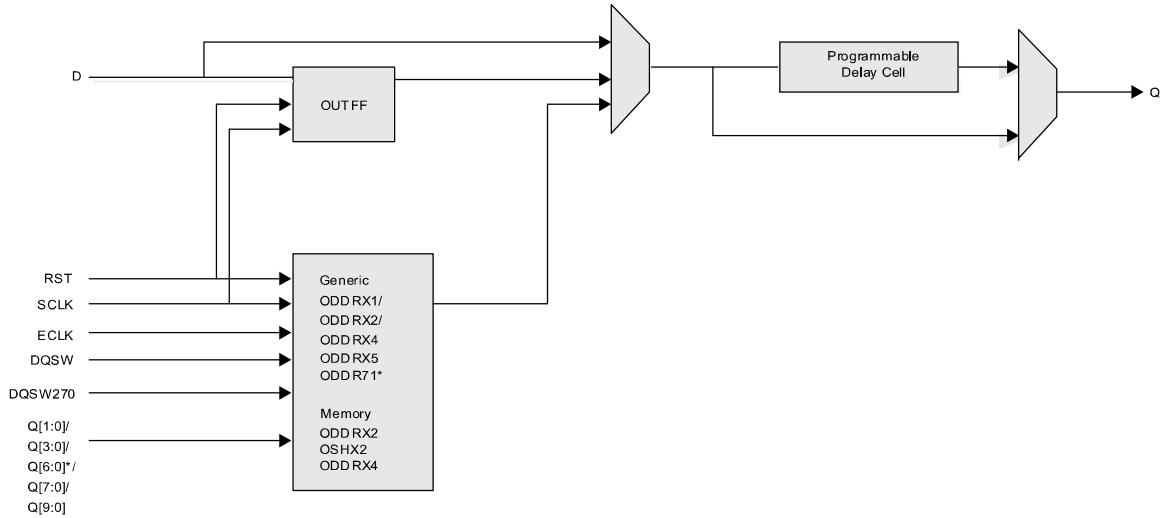 D
OUTFF
Programmable
Delay Cell
Q
RST
SCLK
ECLK
DQSW
DQSW270
Q[1:0]/
Q[3:0]/
Q[6:0]*/
Q[7:0]/
Q[9:0]
Generic
ODDRX1/
ODDRX2/
ODDRX4
ODDRX5
ODDR71*
Memory
ODDRX2
OSHX2
ODDRX4